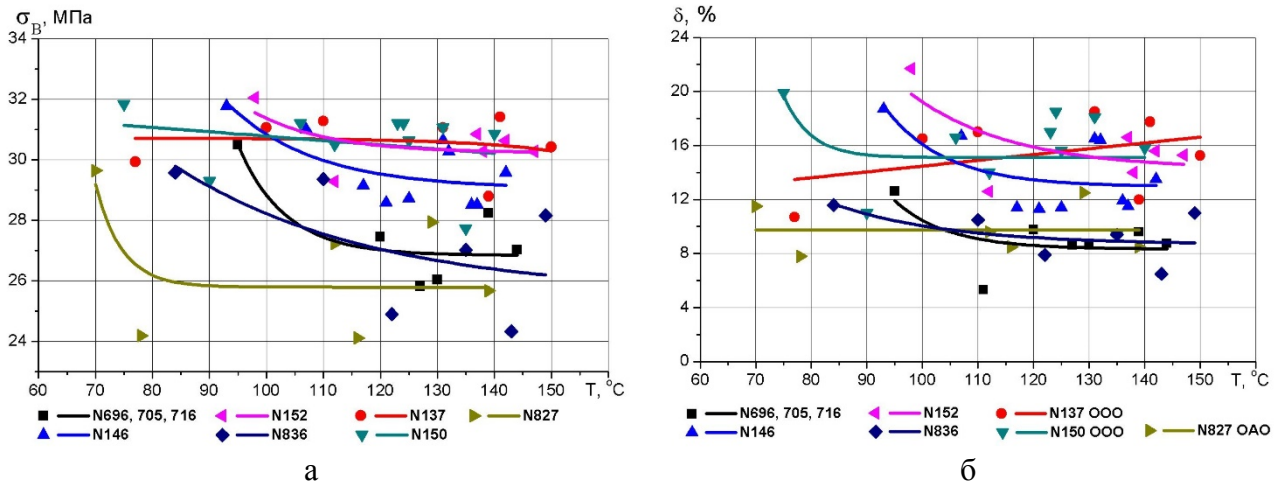 σ_B, МПа
34
32
30
28
26
24
60 70 80 90 100 110 120 130 140 150 T, °C
N696, 705, 716 N152 N137 N827
N146 N836 N150
а
δ, %
24
20
16
12
8
4
0
60 70 80 90 100 110 120 130 140 150 T, °C
N696, 705, 716 N152 N137 ООО
N146 N836 N150 ООО N827 ОАО
б